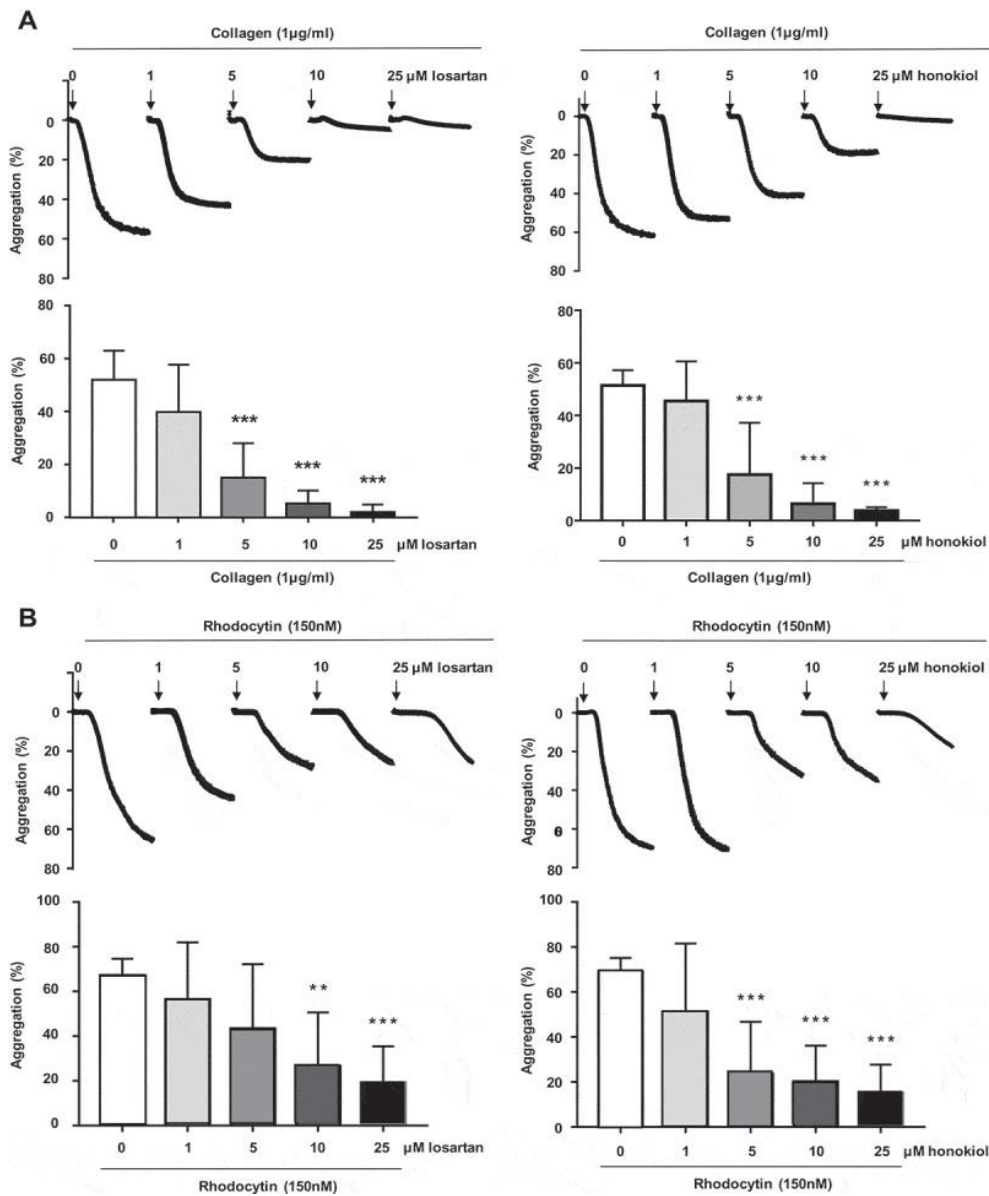 A
Collagen (1µg/ml)
0 1 5 10 25 µM losartan
Aggregation (%)
0
20
40
60
80
Aggregation (%)
80
60
40
20
0
0 1 5 10 25 µM losartan
*** *** ***
Collagen (1µg/ml)
Collagen (1µg/ml)
0 1 5 10 25 µM honokiol
Aggregation (%)
0
20
40
60
80
Aggregation (%)
80
60
40
20
0
*** *** ***
0 1 5 10 25 µM honokiol
Collagen (1µg/ml)
B
Rhodocytin (150nM)
0 1 5 10 25 µM losartan
Aggregation (%)
0
20
40
60
80
Aggregation (%)
100
80
60
40
20
0
** ***
0 1 5 10 25 µM losartan
Rhodocytin (150nM)
Rhodocytin (150nM)
0 1 5 10 25 µM honokiol
Aggregation (%)
0
20
40
60
80
Aggregation (%)
100
80
60
40
20
0
*** *** ***
0 1 5 10 25 µM honokiol
Rhodocytin (150nM)